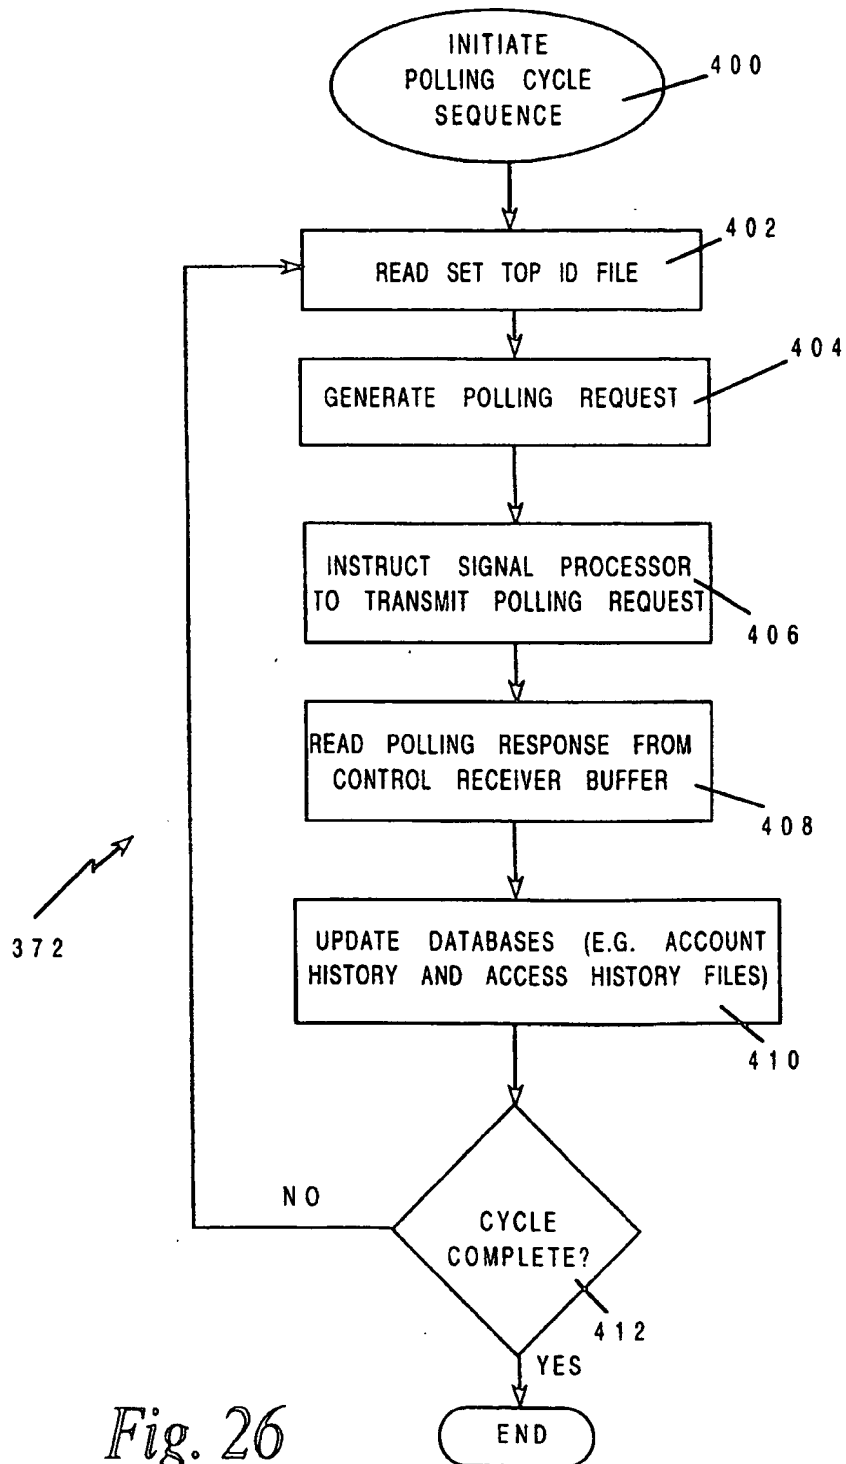 INITIATE
POLLING CYCLE
SEQUENCE
400
402
READ SET TOP ID FILE
404
GENERATE POLLING REQUEST
INSTRUCT SIGNAL PROCESSOR
TO TRANSMIT POLLING REQUEST
406
READ POLLING RESPONSE FROM
CONTROL RECEIVER BUFFER
408
372
UPDATE DATABASES (E.G. ACCOUNT
HISTORY AND ACCESS HISTORY FILES)
410
NO
CYCLE
COMPLETE?
412
YES
END
Fig. 26